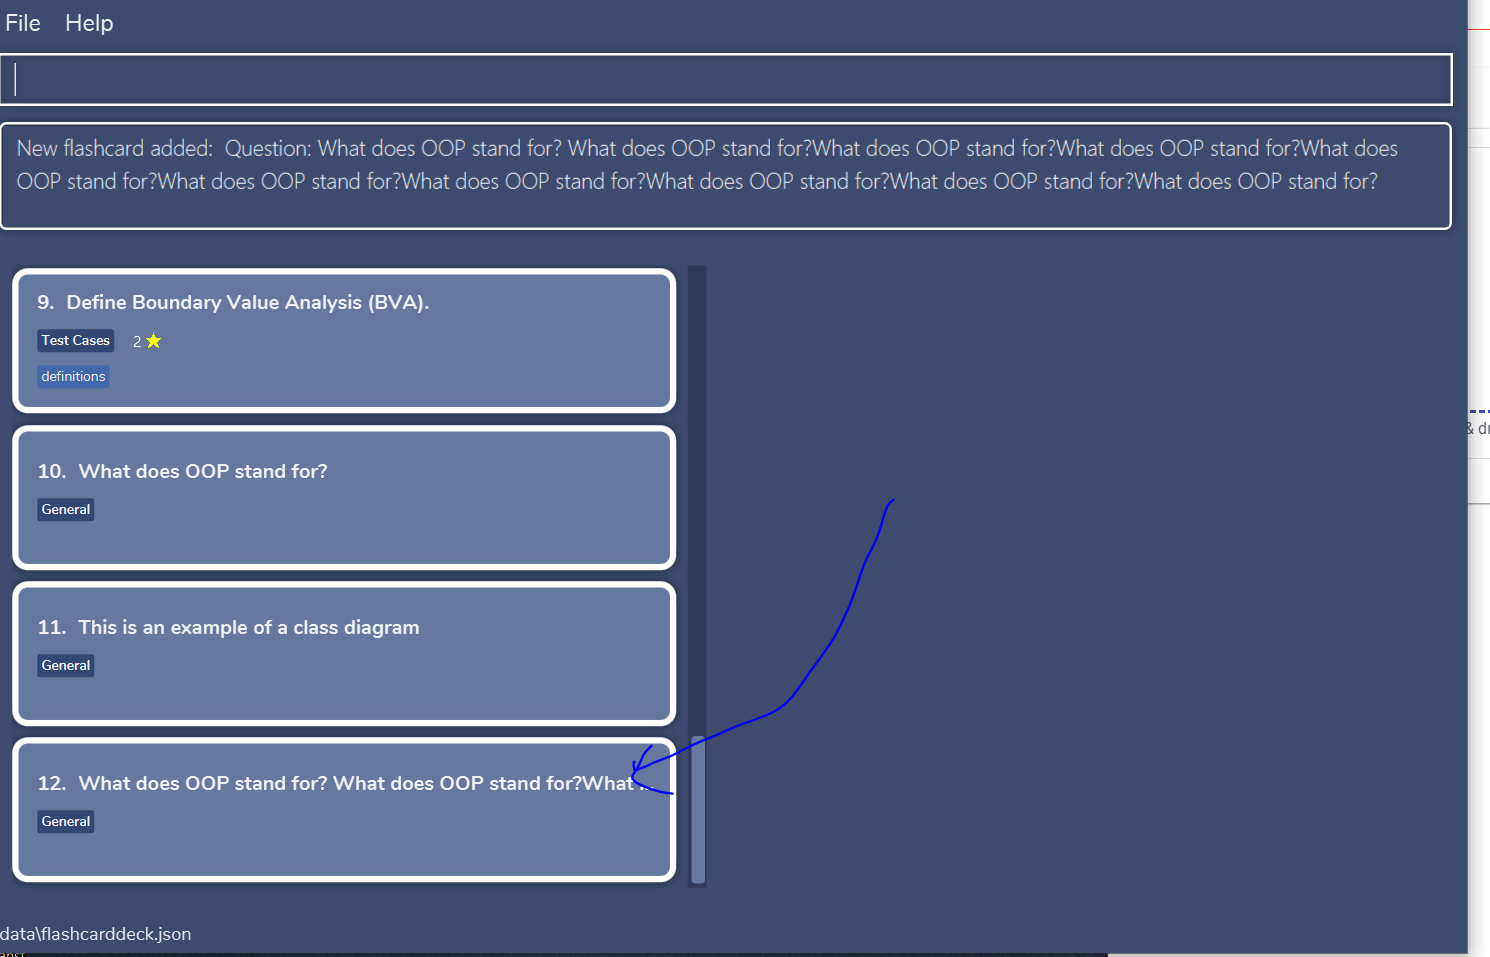 File Help
New flashcard added:  Question: What does OOP stand for? What does OOP stand for?What does OOP stand for?What does OOP stand for?What does
OOP stand for?What does OOP stand for?What does OOP stand for?What does OOP stand for?What does OOP stand for?What does OOP stand for?
9. Define Boundary Value Analysis (BVA).
Test Cases 2
definitions
10. What does OOP stand for?
General
11. This is an example of a class diagram
General
12. What does OOP stand for? What does OOP stand for?What ...
General
& dr
data\flashcarddeck.json